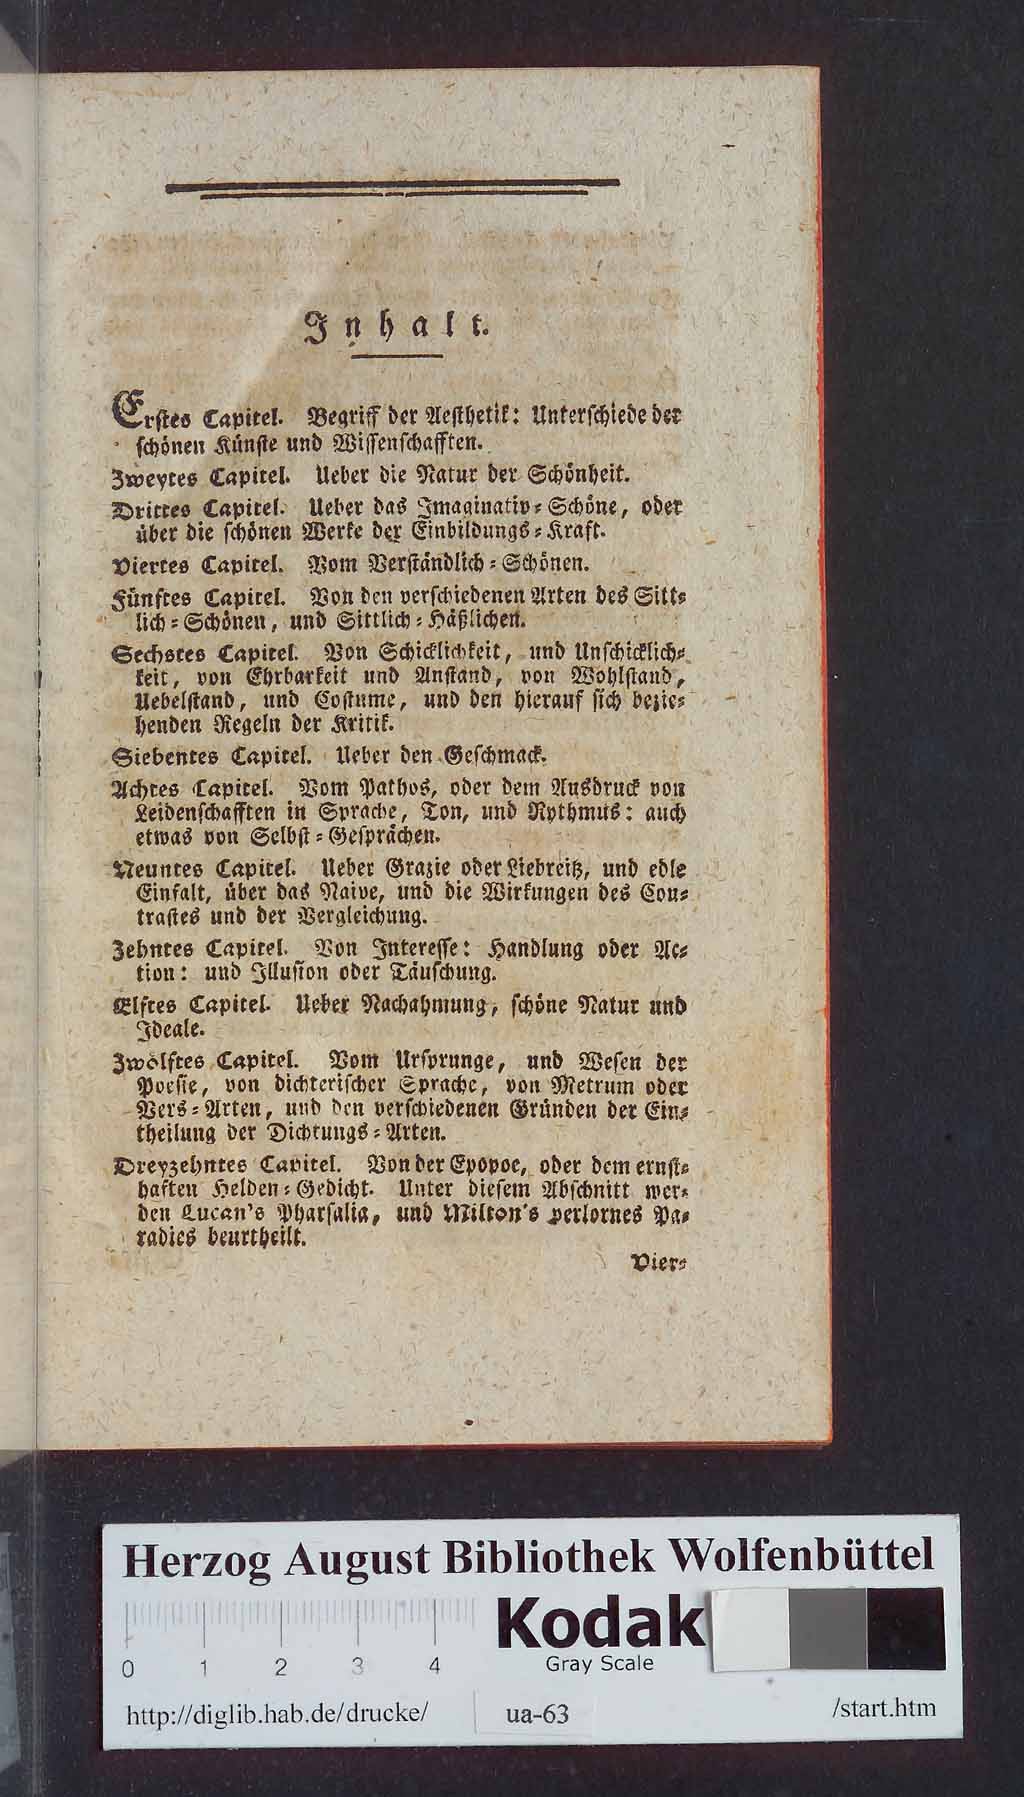 Inhalt.
Erstes Capitel. Begriff der Aesthetik: Unterschiede der
schönen Künste und Wissenschafften.
Zweytes Capitel. Ueber die Natur der Schönheit.
Drittes Capitel. Ueber das Imaginativ-Schöne, oder
über die schönen Werke der Einbildungs-Kraft.
Viertes Capitel. Vom Verständlich-Schönen.
Fünftes Capitel. Von den verschiedenen Arten des Sitt-
lich-Schönen, und Sittlich-Häßlichen.
Sechstes Capitel. Von Schicklichkeit, und Unschicklich-
keit, von Ehrbarkeit und Anstand, von Wohlstand,
Uebelstand, und Costume, und den hierauf sich bezie-
henden Regeln der Kritik.
Siebentes Capitel. Ueber den Geschmack.
Achtes Capitel. Vom Pathos, oder dem Ausdruck von
Leidenschafften in Sprache, Ton, und Rythmus: auch
etwas von Selbst-Gesprächen.
Neuntes Capitel. Ueber Grazie oder Liebreitz, und edle
Einfalt, über das Naive, und die Wirkungen des Con-
trastes und der Vergleichung.
Zehntes Capitel. Von Interesse: Handlung oder Ac-
tion: und Illusion oder Täuschung.
Elftes Capitel. Ueber Nachahmung, schöne Natur und
Ideale.
Zwölftes Capitel. Vom Ursprunge, und Wesen der
Poesie, von dichterischer Sprache, von Metrum oder
Vers-Arten, und den verschiedenen Gründen der Ein-
theilung der Dichtungs-Arten.
Dreyzehntes Capitel. Von der Epopoe, oder dem ernst-
haften Helden-Gedicht. Unter diesem Abschnitt wer-
den Lucan's Pharsalia, und Milton's verlornes Pa-
radies beurtheilt.
Vier-
Herzog August Bibliothek Wolfenbüttel
Kodak
Gray Scale
0 1 2 3 4
http://diglib.hab.de/drucke/ ua-63 /start.htm